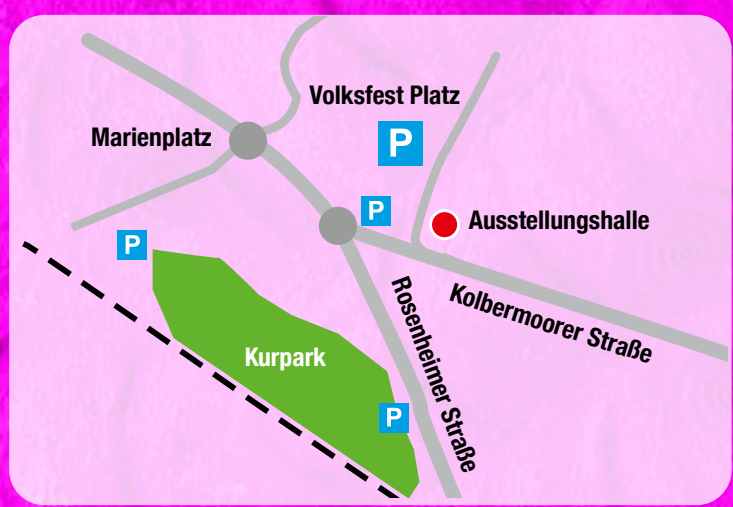 Volksfest Platz
Marienplatz
P
P
Ausstellungshalle
P
Kolbermoorer Straße
Rosenheimer Straße
Kurpark
P